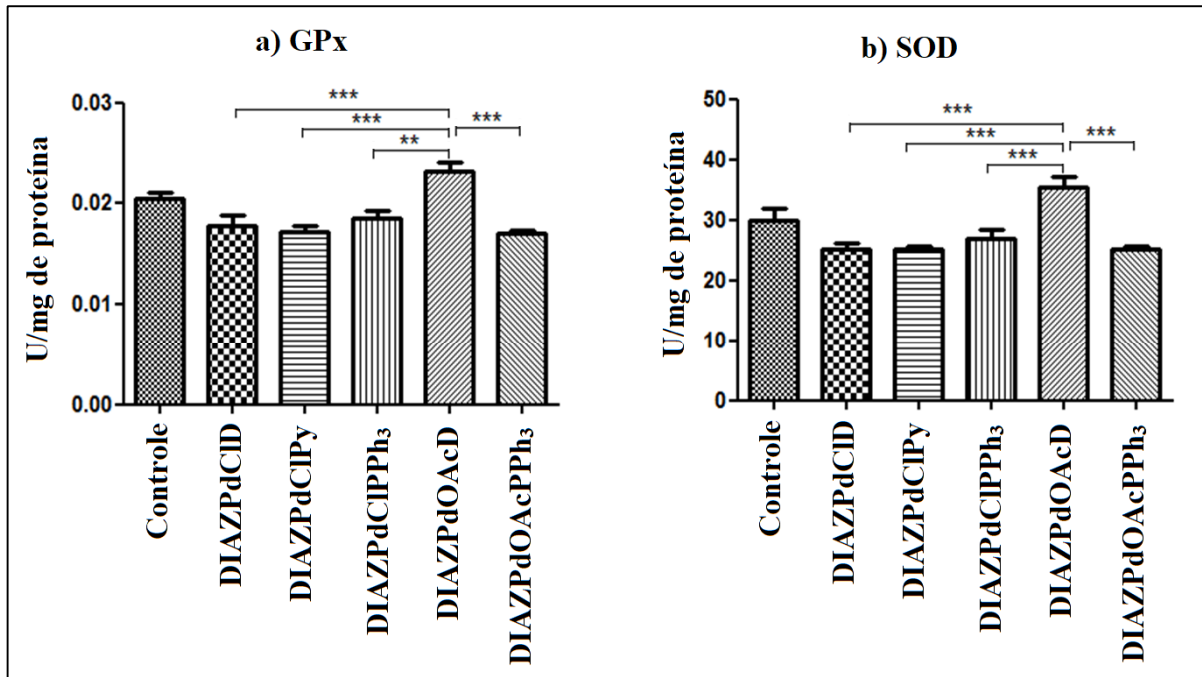 a) GPx
U/mg de proteína
0.03
0.02
0.01
0.00
***
***
**
***
Controle
DIAZPdClD
DIAZPdClPy
DIAZPdClPPh₃
DIAZPdOAcD
DIAZPdOAcPPh₃
b) SOD
U/mg de proteína
50
40
30
20
10
0
***
***
***
***
Controle
DIAZPdClD
DIAZPdClPy
DIAZPdClPPh₃
DIAZPdOAcD
DIAZPdOAcPPh₃